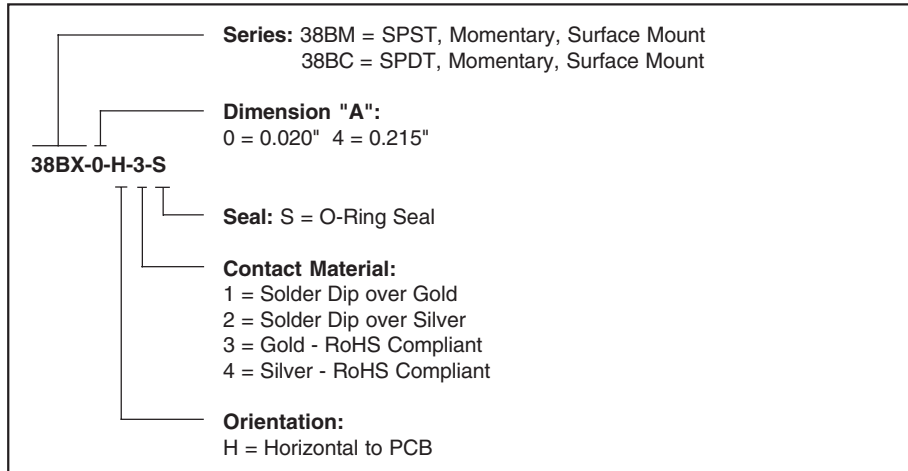 Series: 38BM = SPST, Momentary, Surface Mount
38BC = SPDT, Momentary, Surface Mount
Dimension "A":
0 = 0.020" 4 = 0.215"
38BX-0-H-3-S
Seal: S = O-Ring Seal
Contact Material:
1 = Solder Dip over Gold
2 = Solder Dip over Silver
3 = Gold - RoHS Compliant
4 = Silver - RoHS Compliant
Orientation:
H = Horizontal to PCB